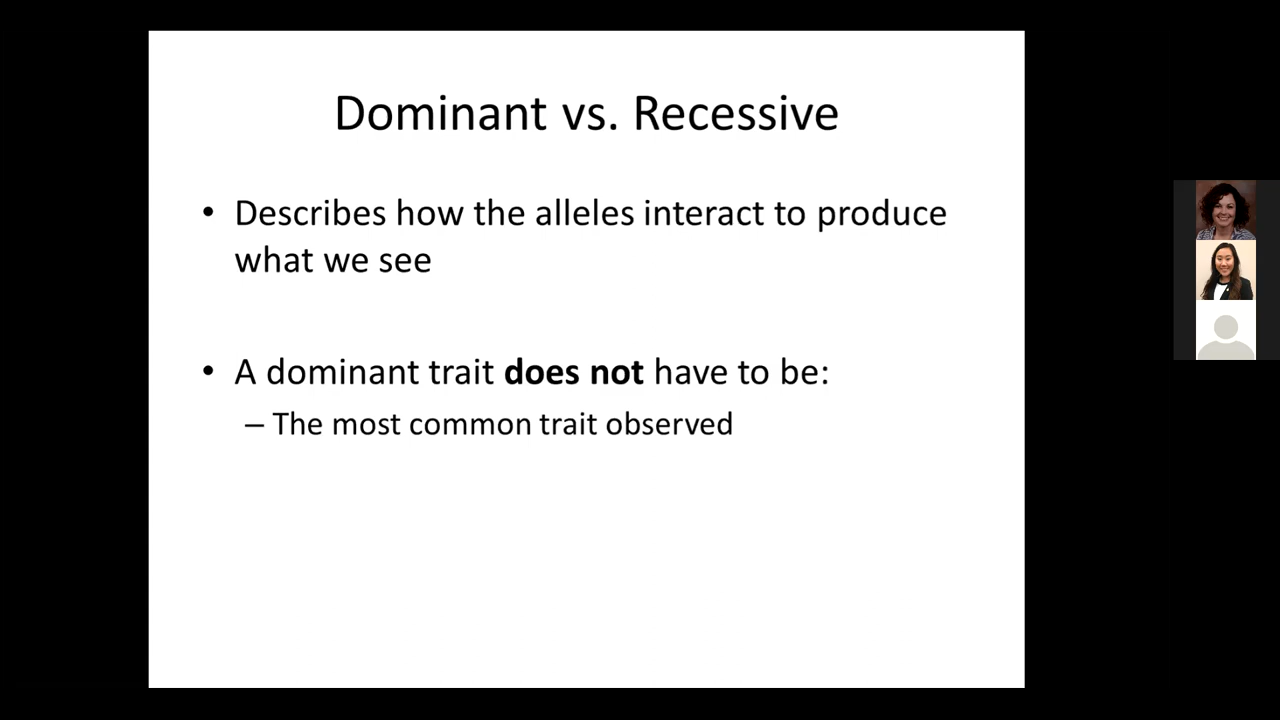 Dominant vs. Recessive
• Describes how the alleles interact to produce
what we see
• A dominant trait does not have to be:
– The most common trait observed